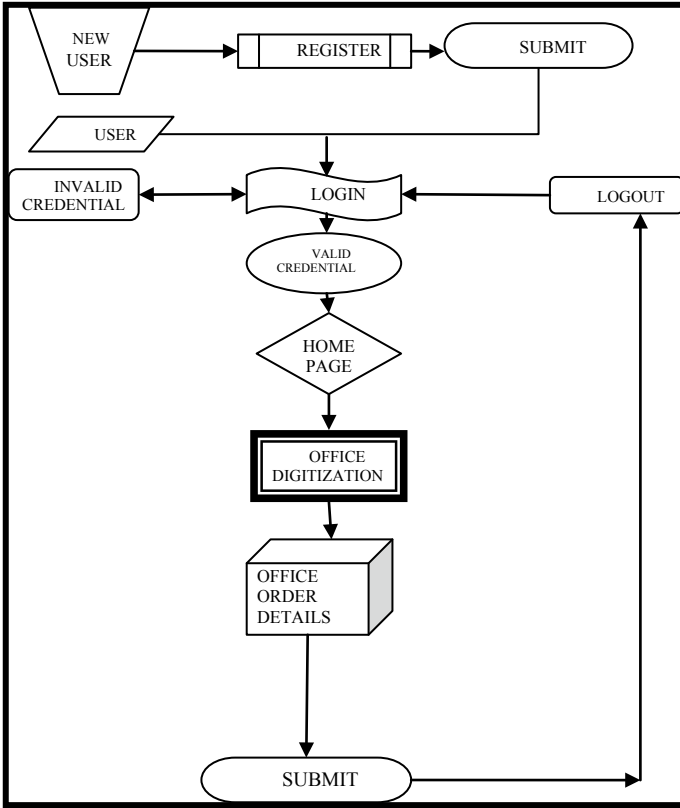 NEW
USER
REGISTER
SUBMIT
USER
INVALID
CREDENTIAL
LOGIN
LOGOUT
VALID
CREDENTIAL
HOME
PAGE
OFFICE
DIGITIZATION
OFFICE
ORDER
DETAILS
SUBMIT